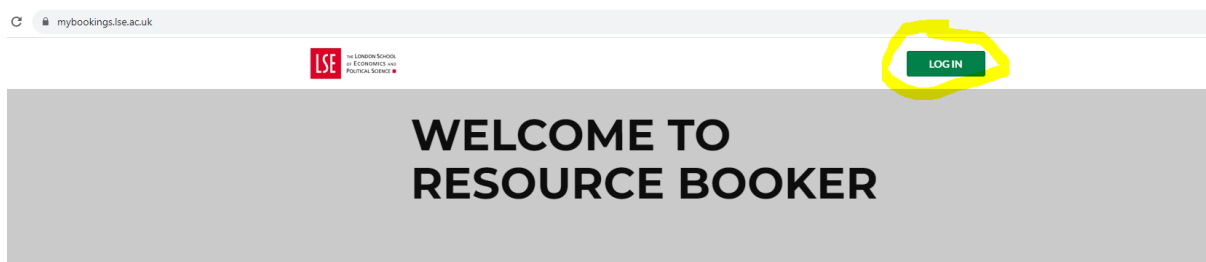 mybookings.lse.ac.uk
LSE
THE LONDON SCHOOL
OF ECONOMICS AND
POLITICAL SCIENCE
LOG IN
WELCOME TO
RESOURCE BOOKER